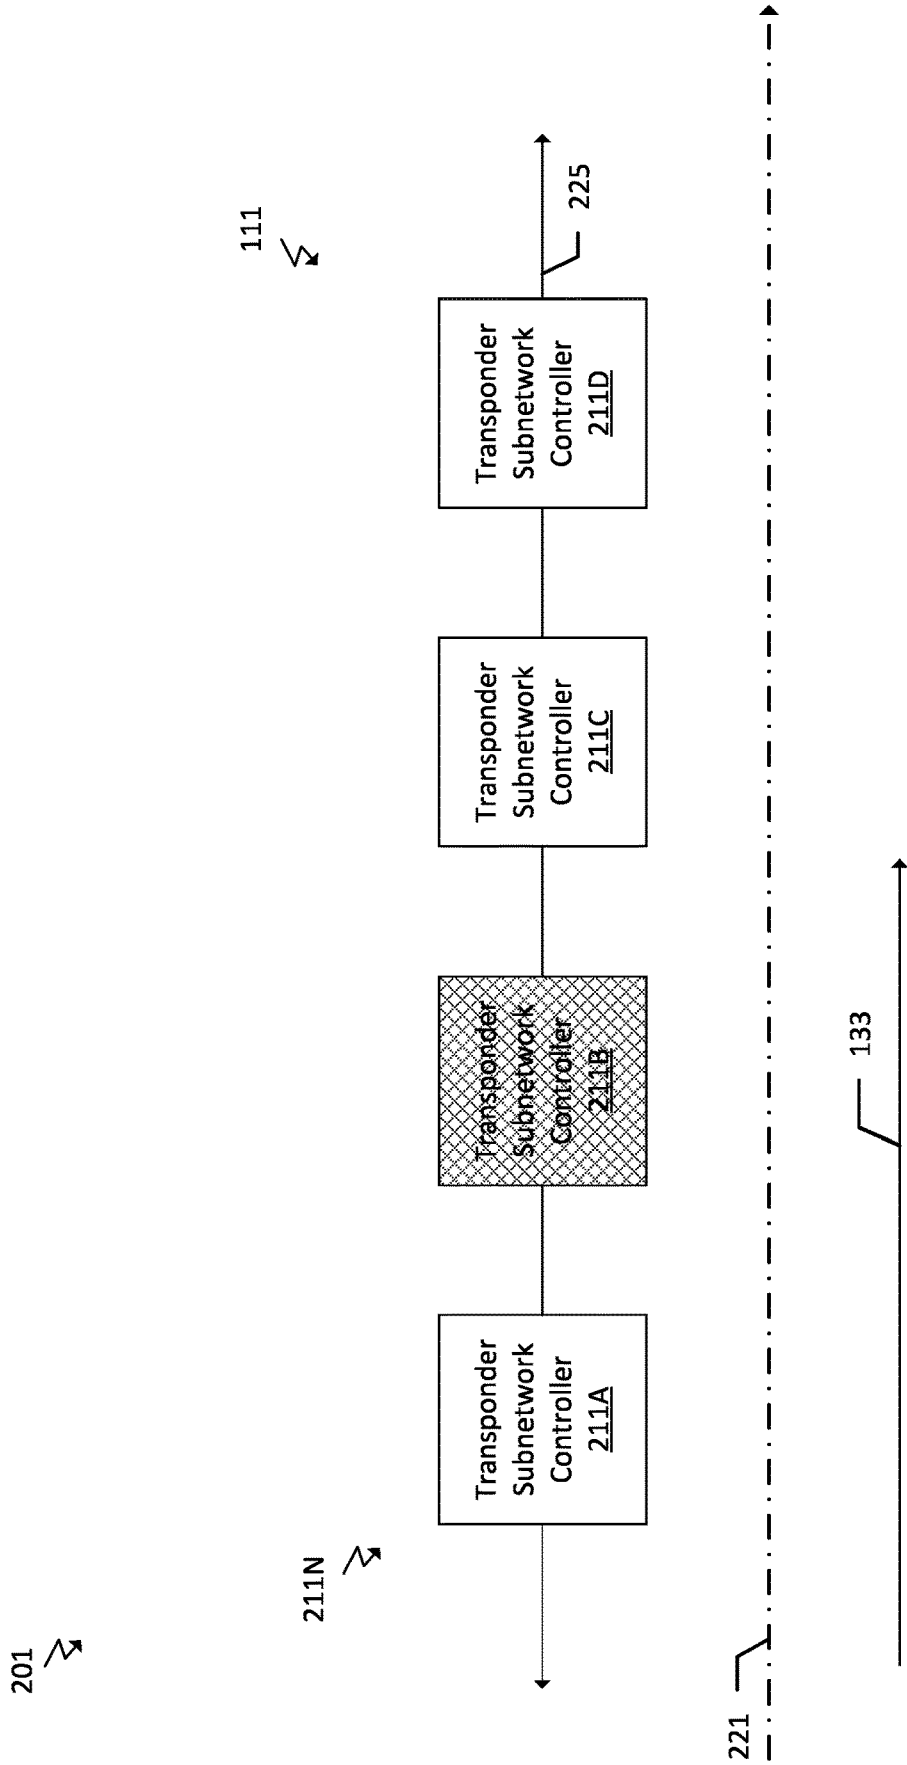 201
211N
111
Transponder
Subnetwork
Controller
211A
Transponder
Subnetwork
Controller
211B
Transponder
Subnetwork
Controller
211C
Transponder
Subnetwork
Controller
211D
225
221
133